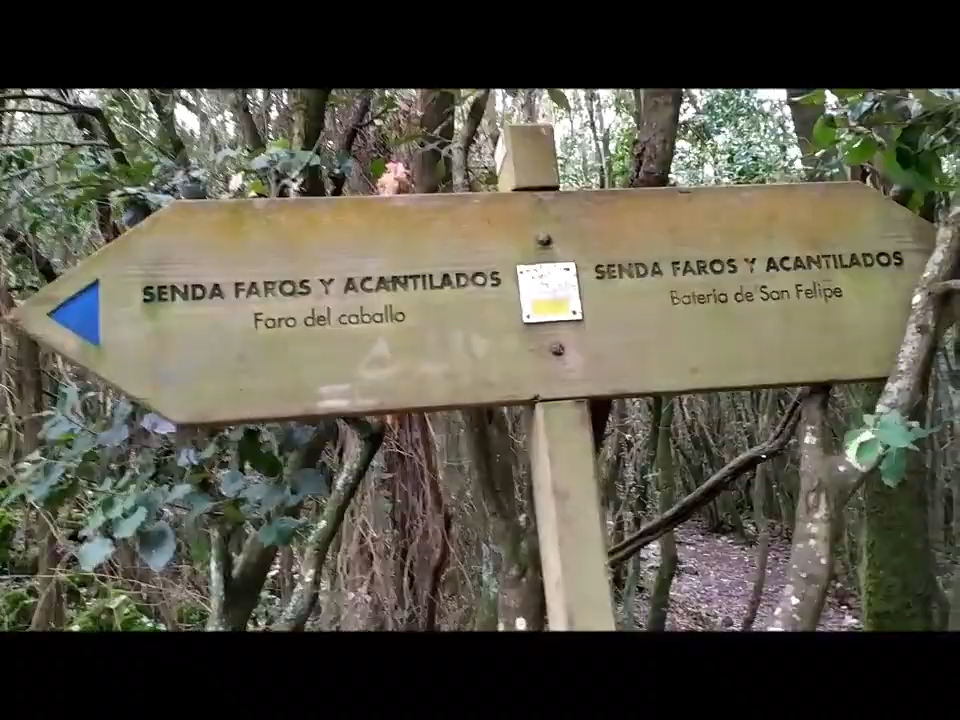 SENDA FAROS Y ACANTILADOS
Faro del caballo
SENDA FAROS Y ACANTILADOS
Batería de San Felipe